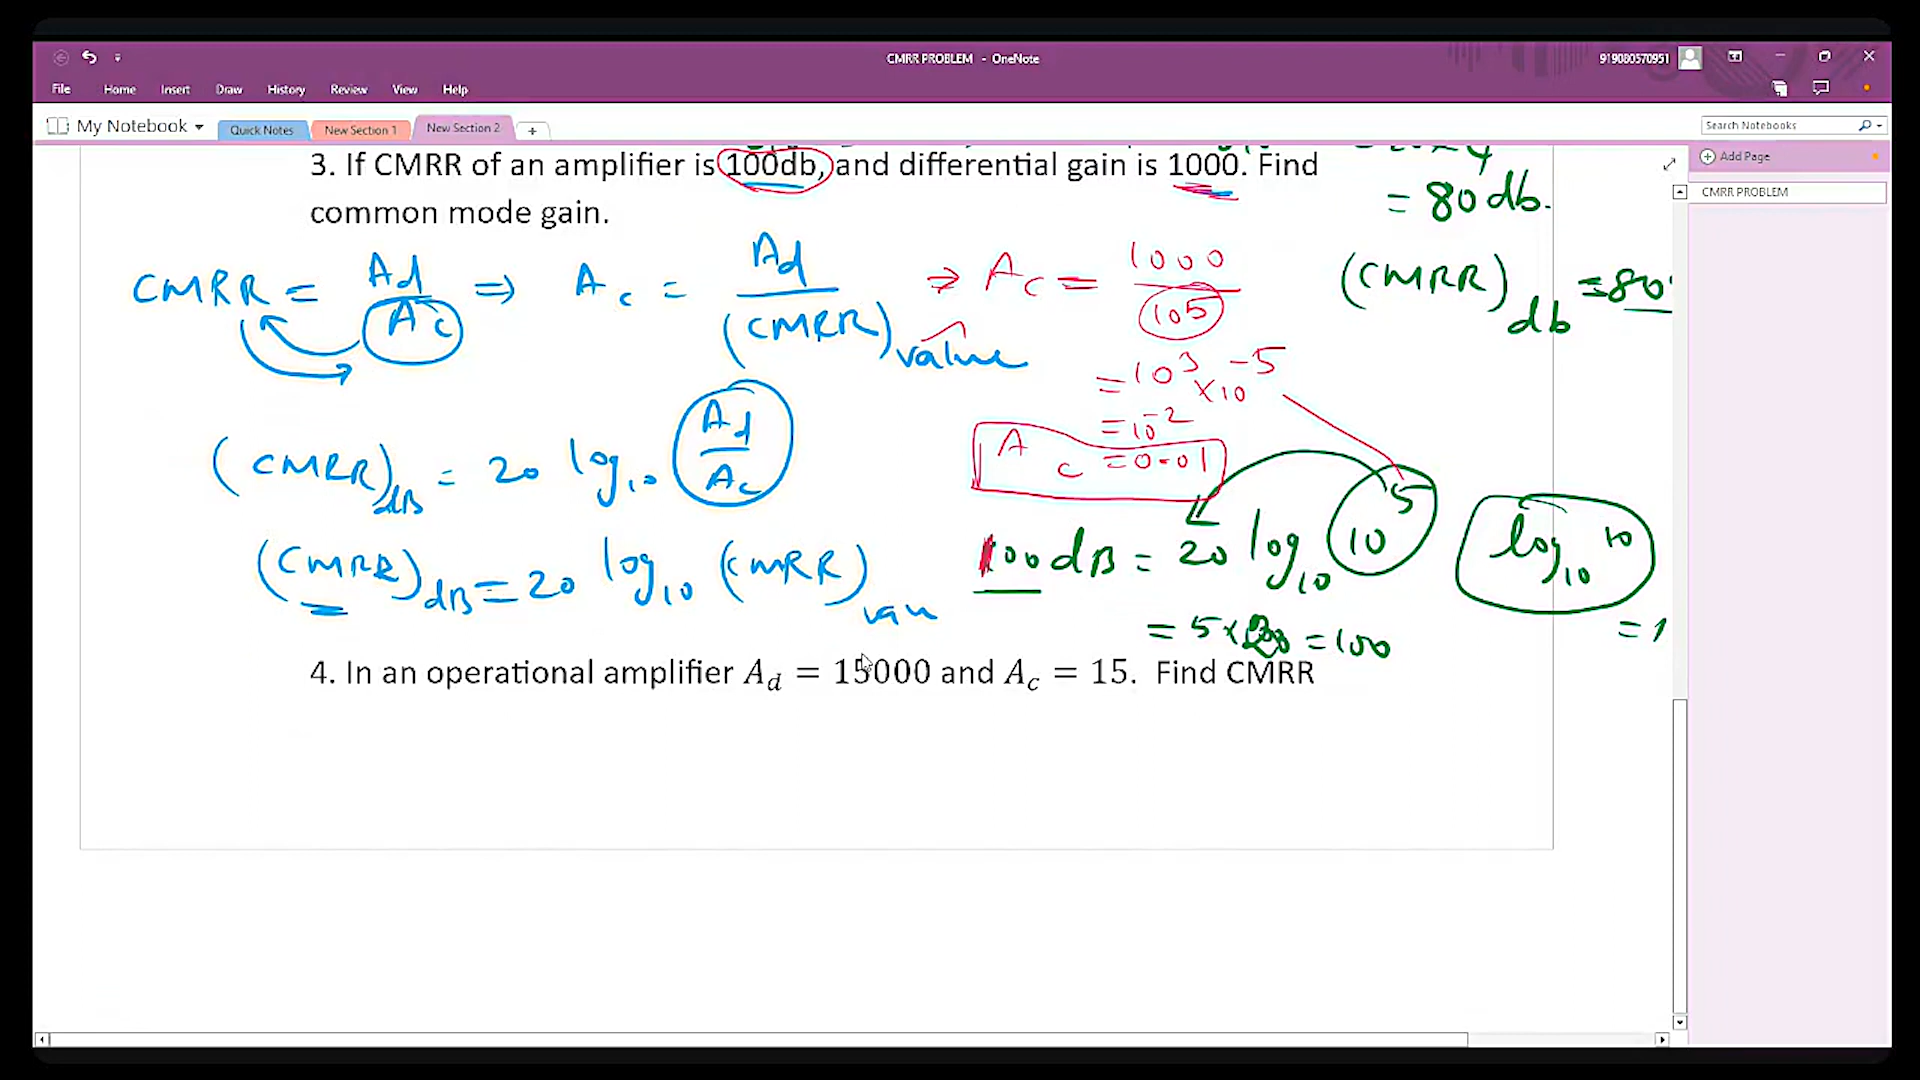 CMRR PROBLEM - OneNote
919080570951
File Home Insert Draw History Review View Help
My Notebook
Quick Notes
New Section 1
New Section 2
Search Notebooks
Add Page
CMRR PROBLEM
3. If CMRR of an amplifier is 100db, and differential gain is 1000. Find
common mode gain.
= 80 db.
CMRR = Ad/Ac ⇒ Ac = Ad/(CMRR)value
⇒ Ac = 1000/10^5
(CMRR)db = 80
= 10^3 × 10^-5
= 10^-2
Ac = 0.01
(CMRR)dB = 20 log10 Ad/Ac
100dB = 20 log10 10^5
log10 10
= 1
(CMRR)dB = 20 log10 (CMRR)
= 5 × 20 = 100
4. In an operational amplifier A_d = 15000 and A_c = 15. Find CMRR